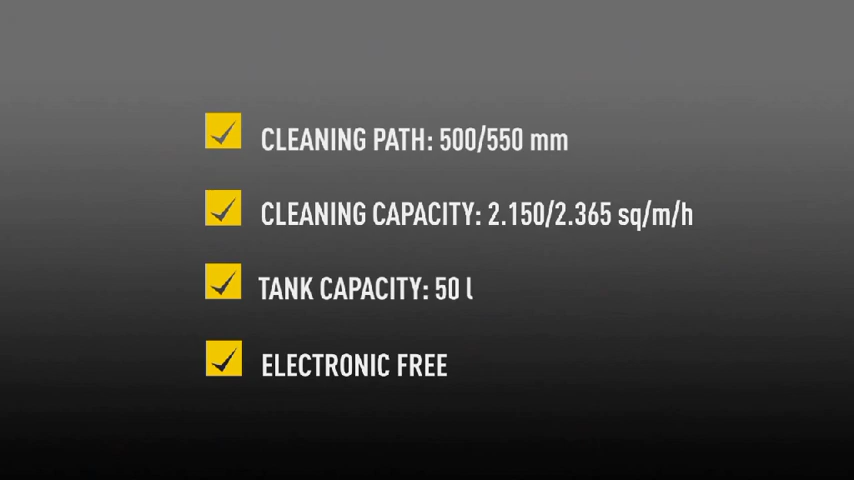 CLEANING PATH: 500/550 mm
CLEANING CAPACITY: 2.150/2.365 sq/m/h
TANK CAPACITY: 50 l
ELECTRONIC FREE